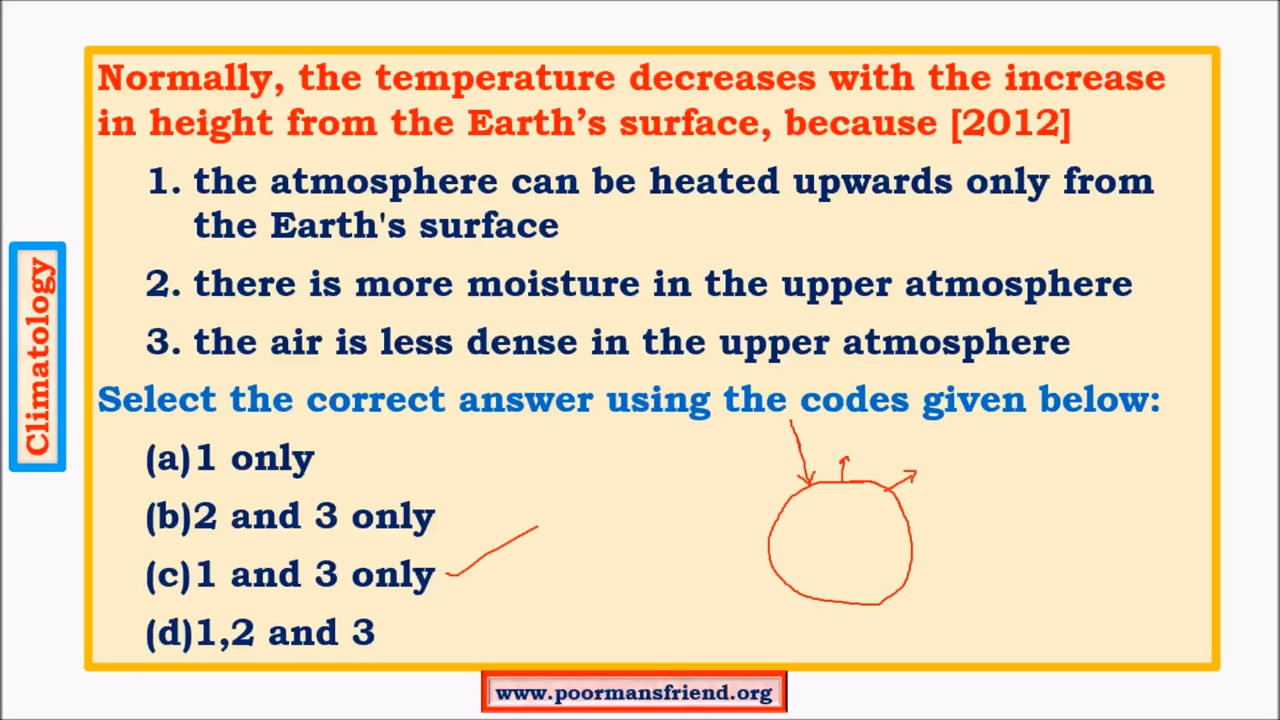 Normally, the temperature decreases with the increase
in height from the Earth's surface, because [2012]
1. the atmosphere can be heated upwards only from
the Earth's surface
2. there is more moisture in the upper atmosphere
3. the air is less dense in the upper atmosphere
Select the correct answer using the codes given below:
(a)1 only
(b)2 and 3 only
(c)1 and 3 only
(d)1,2 and 3
Climatology
www.poormansfriend.org